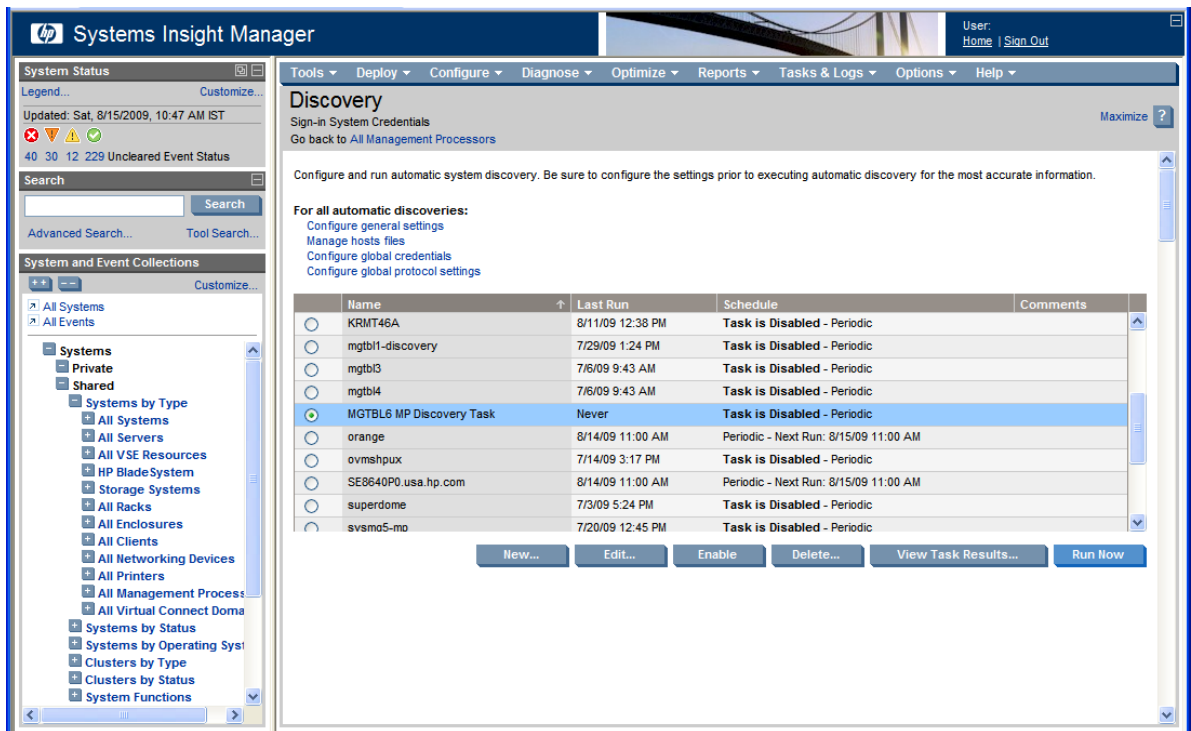 hp Systems Insight Manager
User:
Home | Sign Out
System Status
Legend... Customize...
Updated: Sat, 8/15/2009, 10:47 AM IST
40 30 12 229 Uncleared Event Status
Search
Search
Advanced Search... Tool Search...
System and Event Collections
++ -- Customize...
All Systems
All Events
Systems
Private
Shared
Systems by Type
All Systems
All Servers
All VSE Resources
HP BladeSystem
Storage Systems
All Racks
All Enclosures
All Clients
All Networking Devices
All Printers
All Management Process
All Virtual Connect Doma
Systems by Status
Systems by Operating Syst
Clusters by Type
Clusters by Status
System Functions
Tools Deploy Configure Diagnose Optimize Reports Tasks & Logs Options Help
Discovery
Sign-in System Credentials
Go back to All Management Processors
Maximize ?
Configure and run automatic system discovery. Be sure to configure the settings prior to executing automatic discovery for the most accurate information.
For all automatic discoveries:
Configure general settings
Manage hosts files
Configure global credentials
Configure global protocol settings
Name Last Run Schedule Comments
KRMT46A 8/11/09 12:38 PM Task is Disabled - Periodic
mgtbl1-discovery 7/29/09 1:24 PM Task is Disabled - Periodic
mgtbl3 7/6/09 9:43 AM Task is Disabled - Periodic
mgtbl4 7/6/09 9:43 AM Task is Disabled - Periodic
MGTBL6 MP Discovery Task Never Task is Disabled - Periodic
orange 8/14/09 11:00 AM Periodic - Next Run: 8/15/09 11:00 AM
ovmshpux 7/14/09 3:17 PM Task is Disabled - Periodic
SE8640P0.usa.hp.com 8/14/09 11:00 AM Periodic - Next Run: 8/15/09 11:00 AM
superdome 7/3/09 5:24 PM Task is Disabled - Periodic
sysmg5-mp 7/20/09 12:45 PM Task is Disabled - Periodic
New... Edit... Enable Delete... View Task Results... Run Now